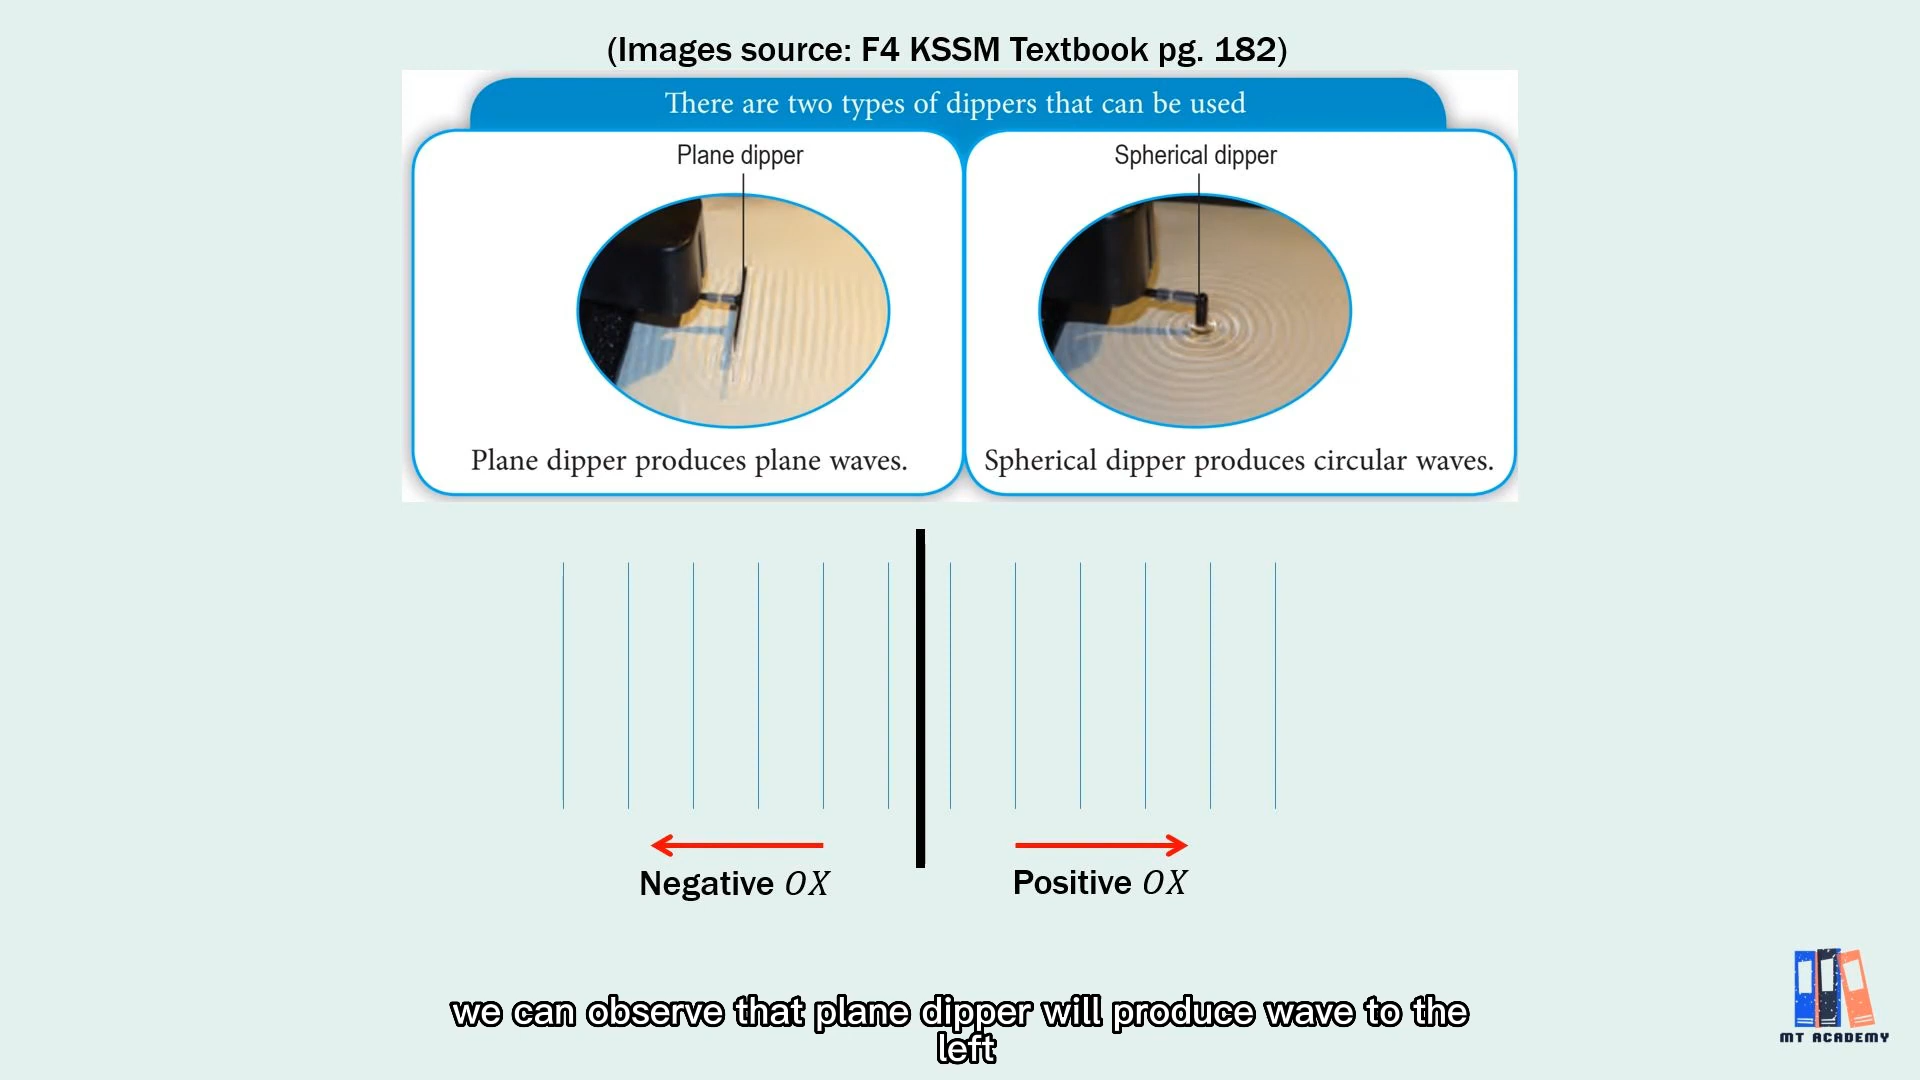 (Images source: F4 KSSM Textbook pg. 182)
There are two types of dippers that can be used
Plane dipper
Spherical dipper
Plane dipper produces plane waves.
Spherical dipper produces circular waves.
Negative OX
Positive OX
we can observe that plane dipper will produce wave to the
left
MT ACADEMY